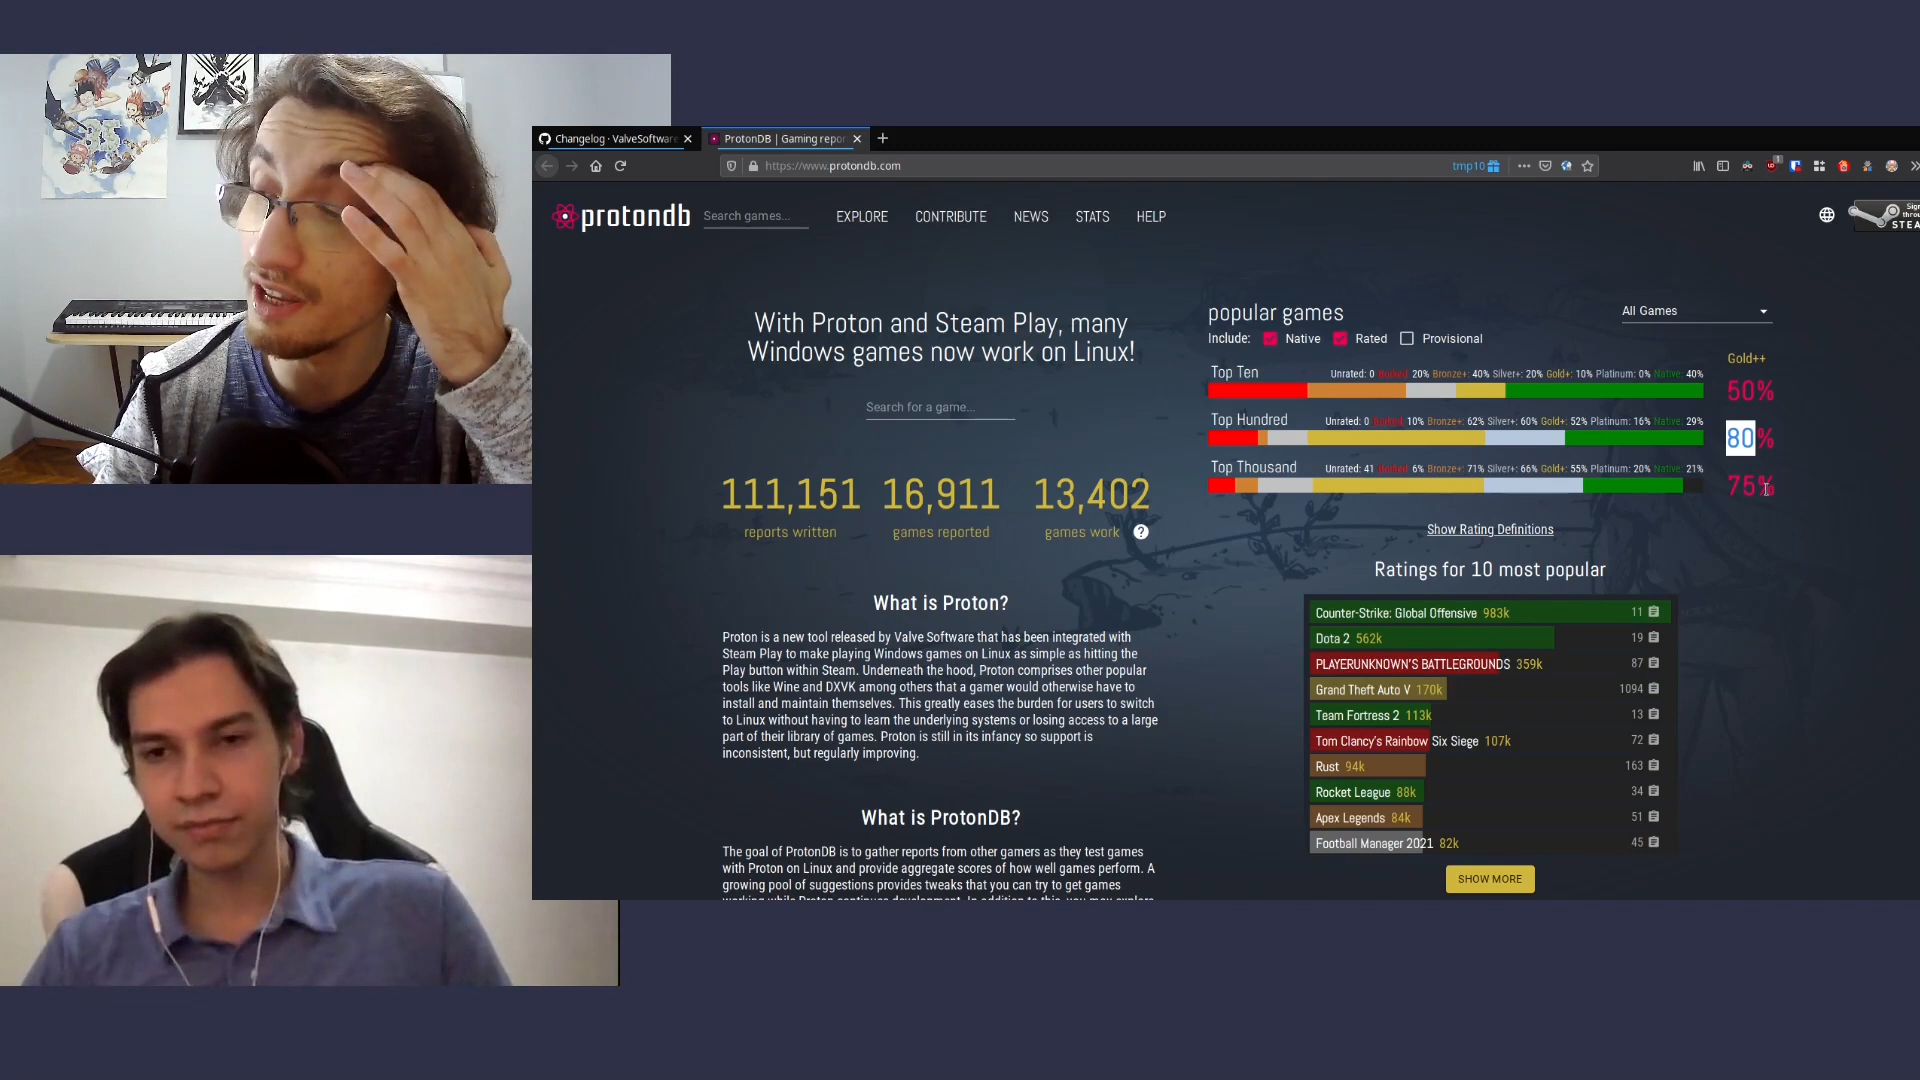 Changelog · ValveSoftware
ProtonDB | Gaming repor
https://www.protondb.com
tmp10
protondb
Search games...
EXPLORE
CONTRIBUTE
NEWS
STATS
HELP
STEA
With Proton and Steam Play, many
Windows games now work on Linux!
Search for a game...
111,151
16,911
13,402
reports written
games reported
games work
What is Proton?
Proton is a new tool released by Valve Software that has been integrated with
Steam Play to make playing Windows games on Linux as simple as hitting the
Play button within Steam. Underneath the hood, Proton comprises other popular
tools like Wine and DXVK among others that a gamer would otherwise have to
install and maintain themselves. This greatly eases the burden for users to switch
to Linux without having to learn the underlying systems or losing access to a large
part of their library of games. Proton is still in its infancy so support is
inconsistent, but regularly improving.
What is ProtonDB?
The goal of ProtonDB is to gather reports from other gamers as they test games
with Proton on Linux and provide aggregate scores of how well games perform. A
growing pool of suggestions provides tweaks that you can try to get games
popular games
All Games
Include: Native Rated Provisional
Gold++
Top Ten
Unrated: 0 Borked: 20% Bronze+: 40% Silver+: 20% Gold+: 10% Platinum: 0% Native: 40%
50%
Top Hundred
Unrated: 0 Borked: 10% Bronze+: 62% Silver+: 60% Gold+: 52% Platinum: 16% Native: 29%
80%
Top Thousand
Unrated: 41 Borked: 6% Bronze+: 71% Silver+: 66% Gold+: 55% Platinum: 20% Native: 21%
75%
Show Rating Definitions
Ratings for 10 most popular
Counter-Strike: Global Offensive 983k 11
Dota 2 562k 19
PLAYERUNKNOWN'S BATTLEGROUNDS 359k 87
Grand Theft Auto V 170k 1094
Team Fortress 2 113k 13
Tom Clancy's Rainbow Six Siege 107k 72
Rust 94k 163
Rocket League 88k 34
Apex Legends 84k 51
Football Manager 2021 82k 45
SHOW MORE